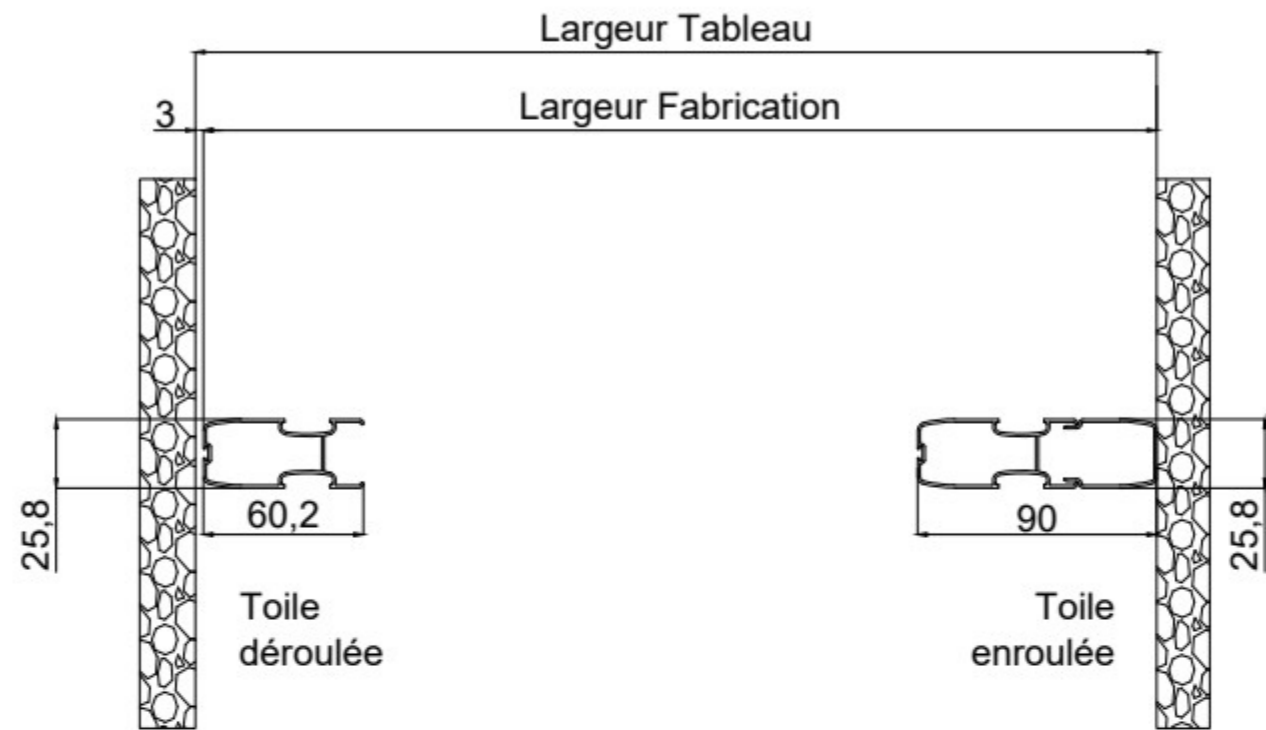 Largeur Tableau
3
Largeur Fabrication
25,8
60,2
90
25,8
Toile
déroulée
Toile
enroulée